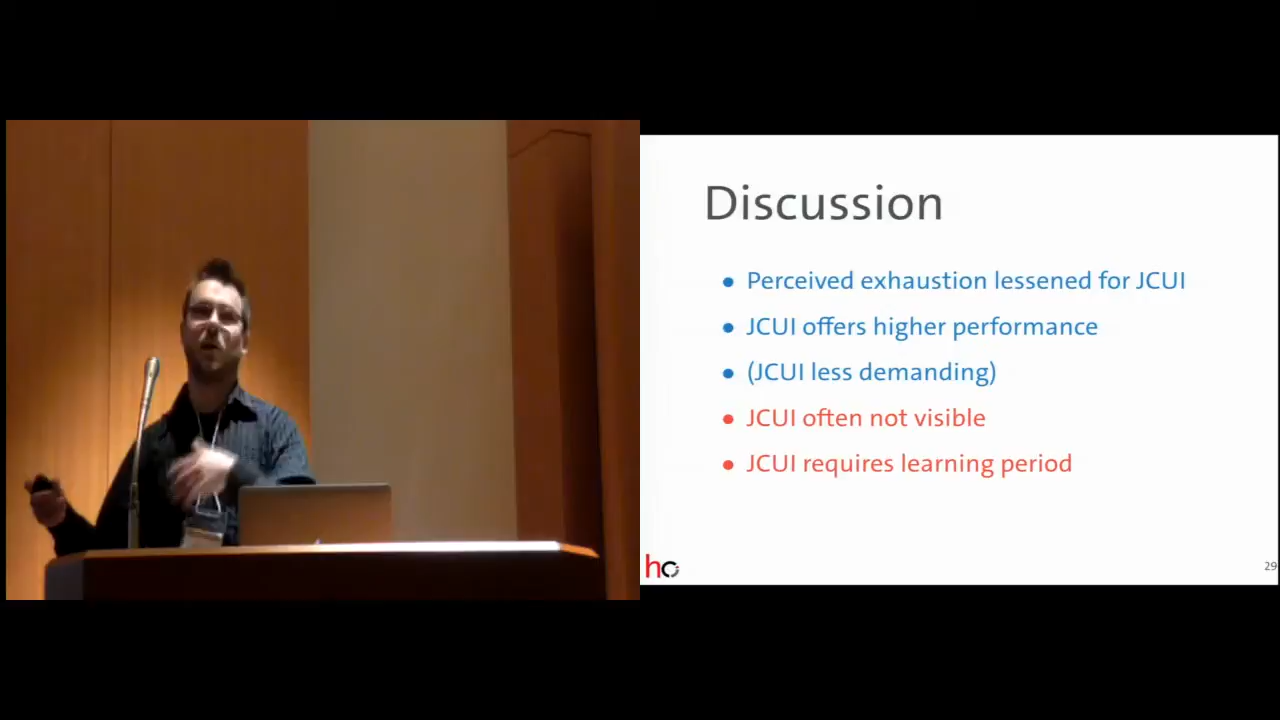 Discussion
• Perceived exhaustion lessened for JCUI
• JCUI offers higher performance
• (JCUI less demanding)
• JCUI often not visible
• JCUI requires learning period
hc
29